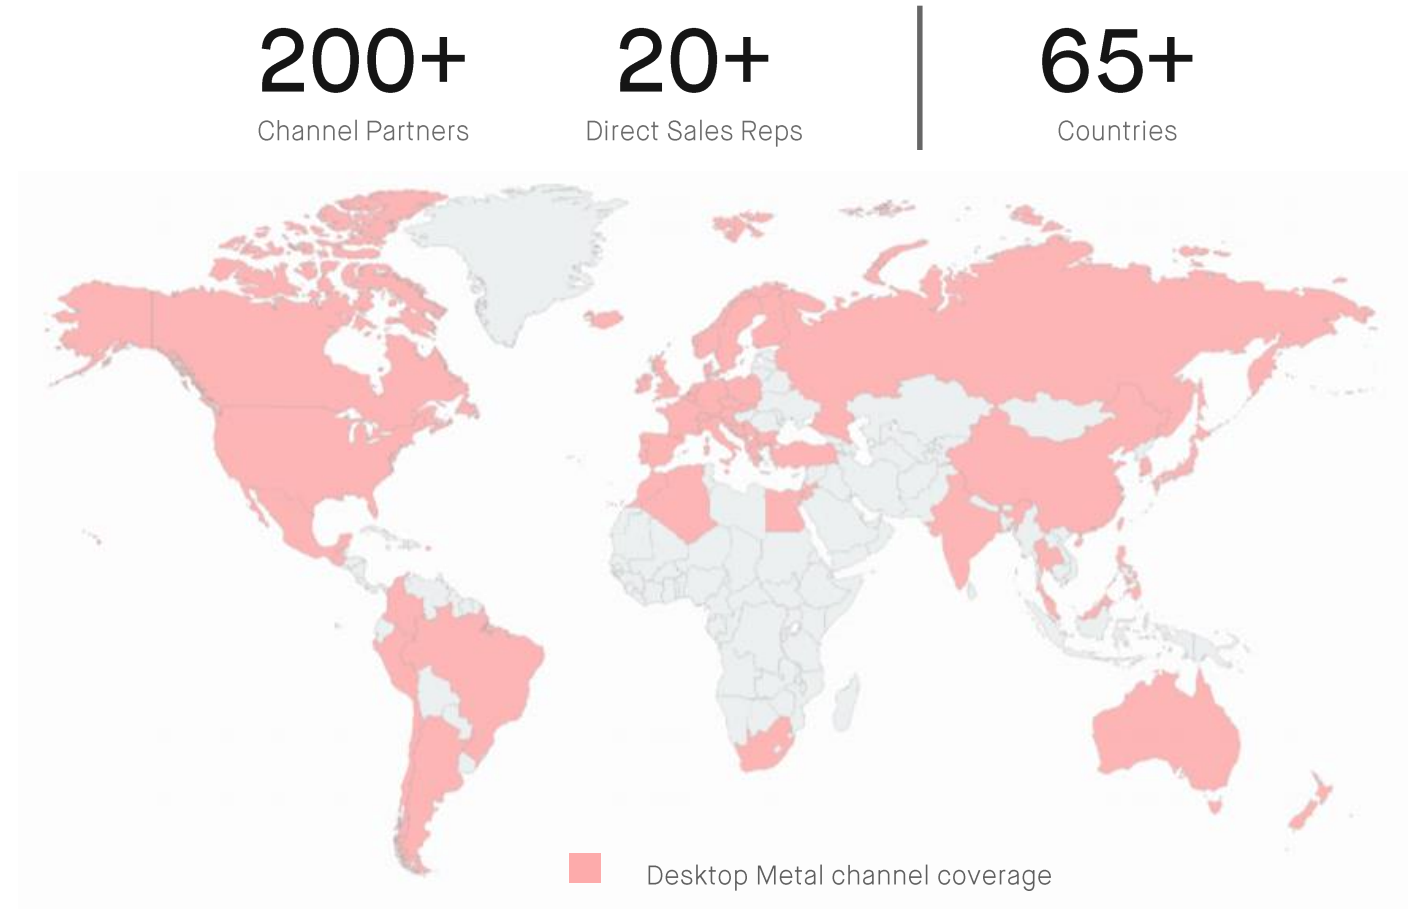 200+
Channel Partners
20+
Direct Sales Reps
65+
Countries
Desktop Metal channel coverage